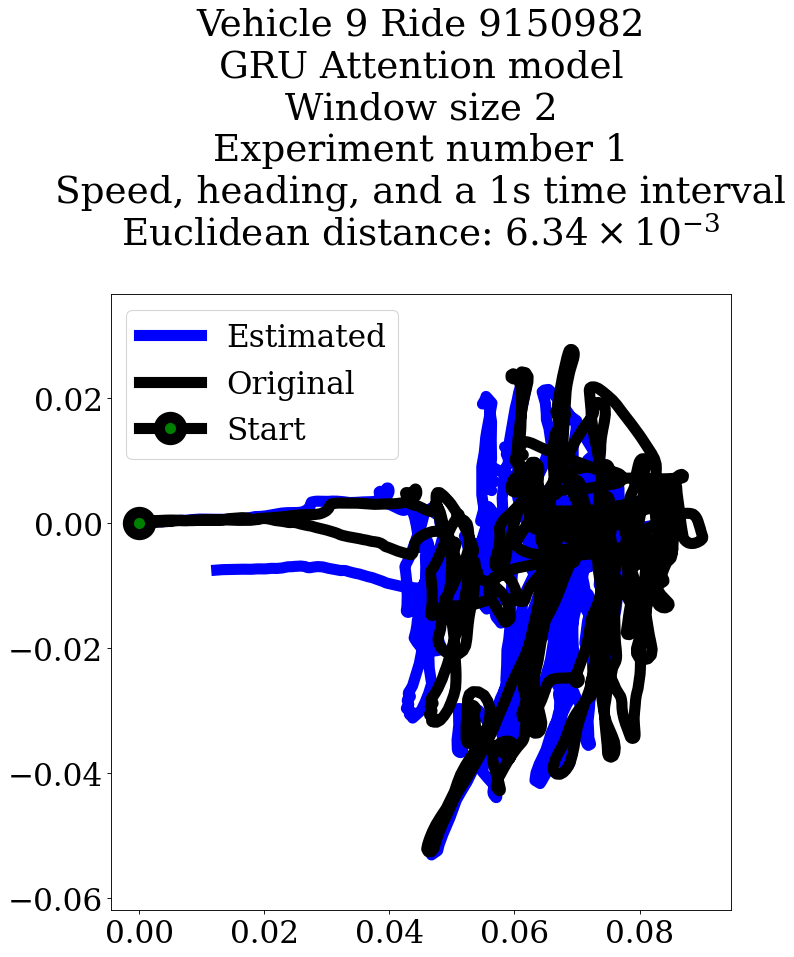 Vehicle 9 Ride 9150982
GRU Attention model
Window size 2
Experiment number 1
Speed, heading, and a 1s time interval
Euclidean distance: 6.34 × 10⁻³
Estimated
Original
Start
0.02
0.00
−0.02
−0.04
−0.06
0.00 0.02 0.04 0.06 0.08